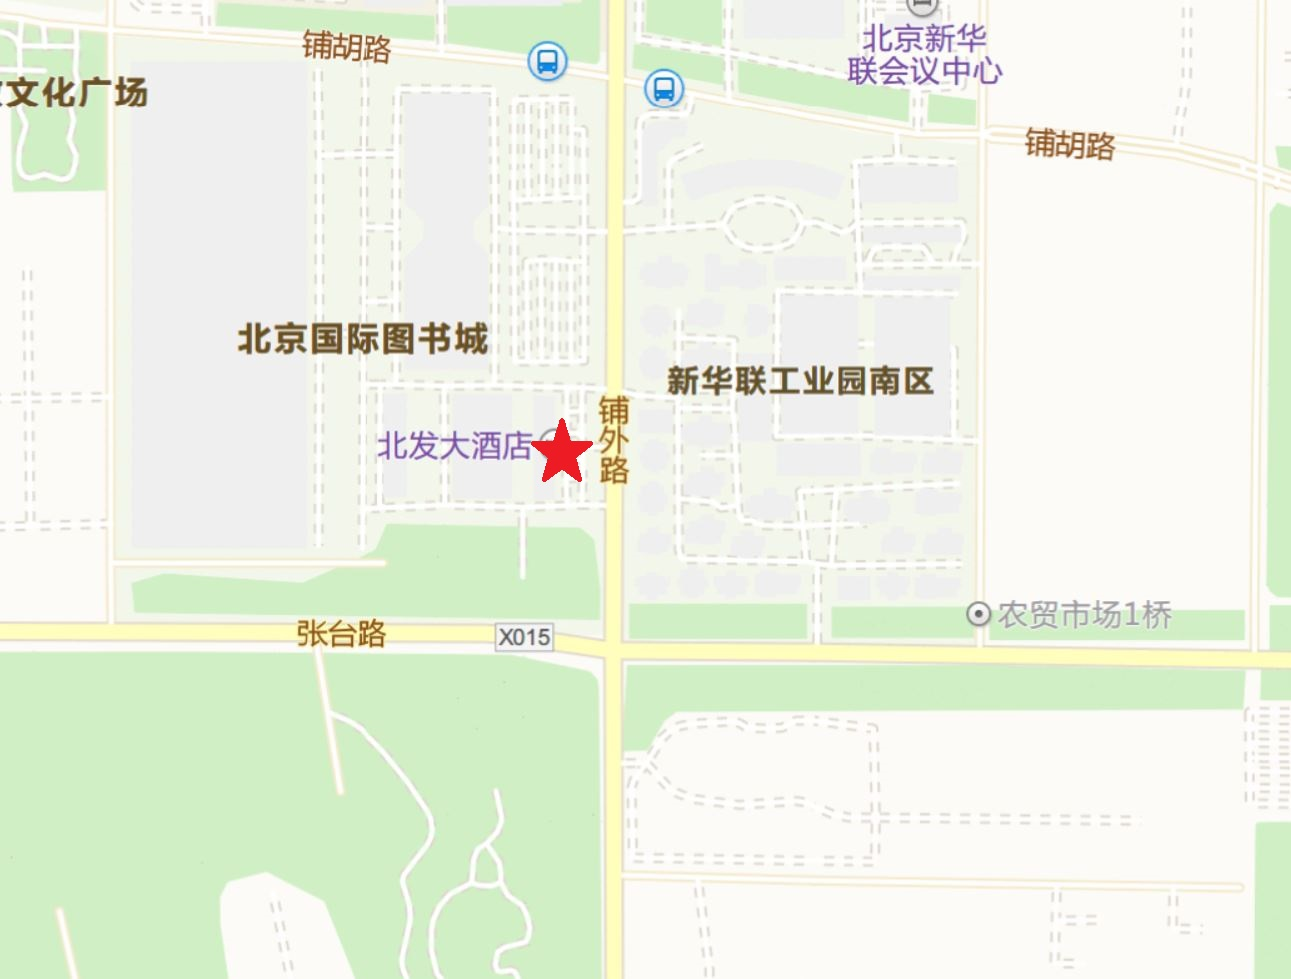 北京新华
联会议中心
铺胡路
文化广场
铺胡路
北京国际图书城
新华联工业园南区
铺外路
北发大酒店
农贸市场1桥
张台路
X015